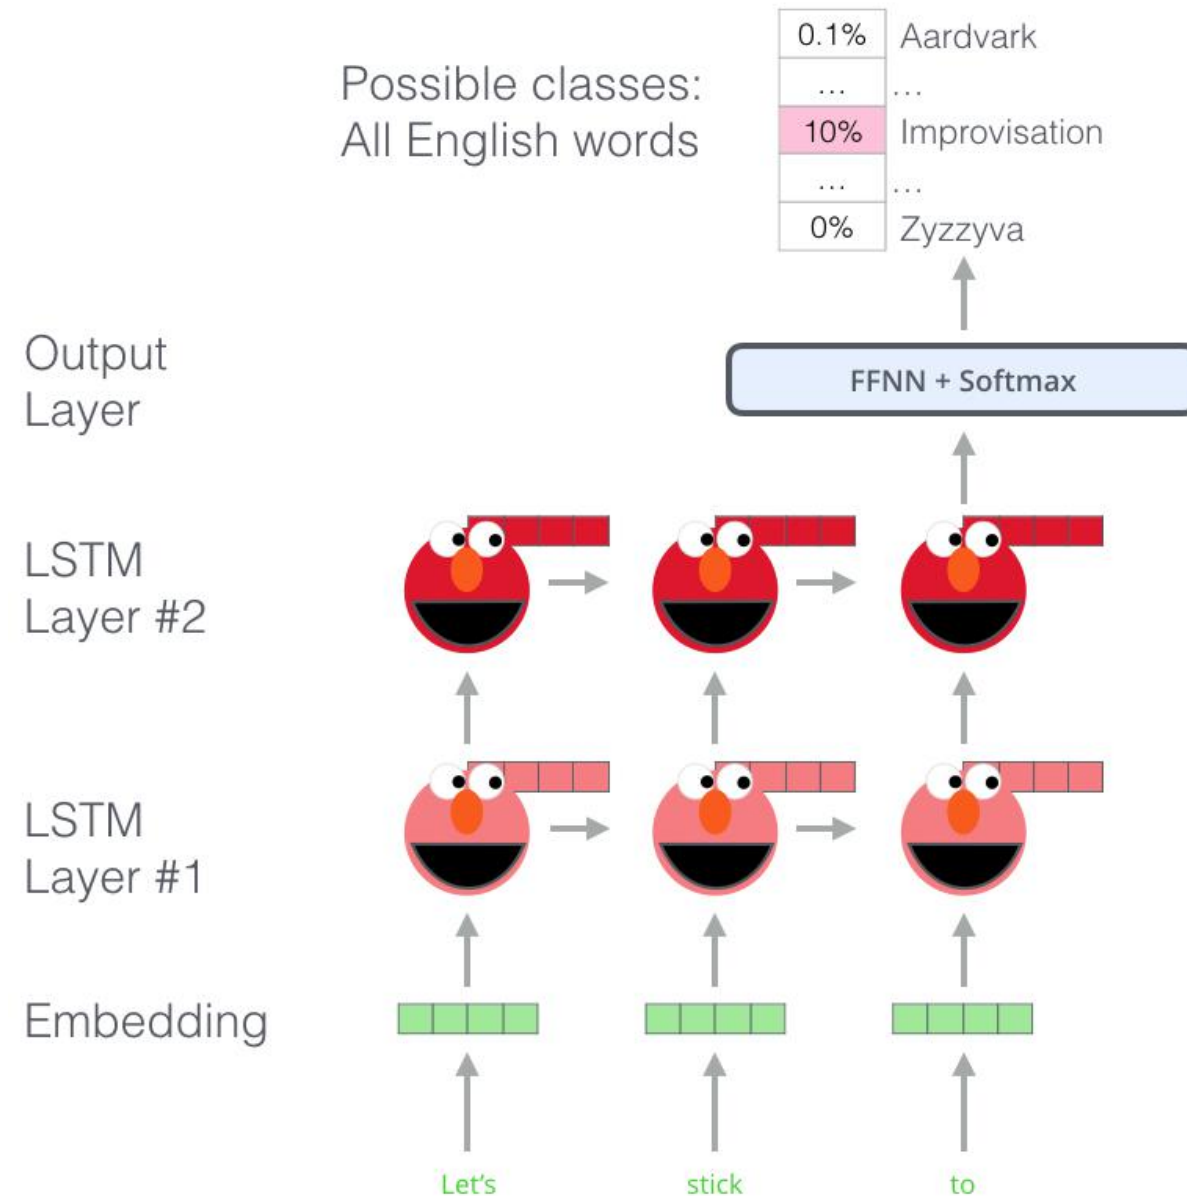 Possible classes:
All English words
0.1% Aardvark
... ...
10% Improvisation
... ...
0% Zyzzyva
Output
Layer
FFNN + Softmax
LSTM
Layer #2
LSTM
Layer #1
Embedding
Let's stick to